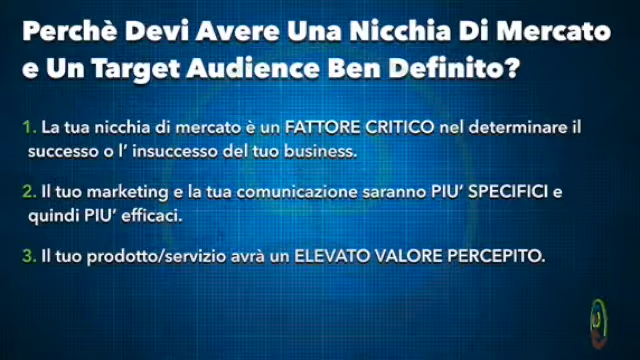 Perchè Devi Avere Una Nicchia Di Mercato
e Un Target Audience Ben Definito?
1. La tua nicchia di mercato è un FATTORE CRITICO nel determinare il
successo o l’ insuccesso del tuo business.
2. Il tuo marketing e la tua comunicazione saranno PIU’ SPECIFICI e
quindi PIU’ efficaci.
3. Il tuo prodotto/servizio avrà un ELEVATO VALORE PERCEPITO.